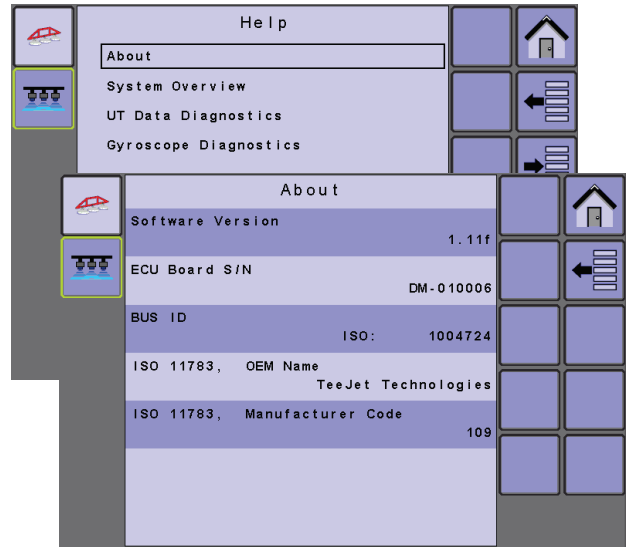 Help
About
System Overview
UT Data Diagnostics
Gyroscope Diagnostics
About
Software Version
1.11f
ECU Board S/N
DM-010006
BUS ID
ISO: 1004724
ISO 11783, OEM Name
TeeJet Technologies
ISO 11783, Manufacturer Code
109